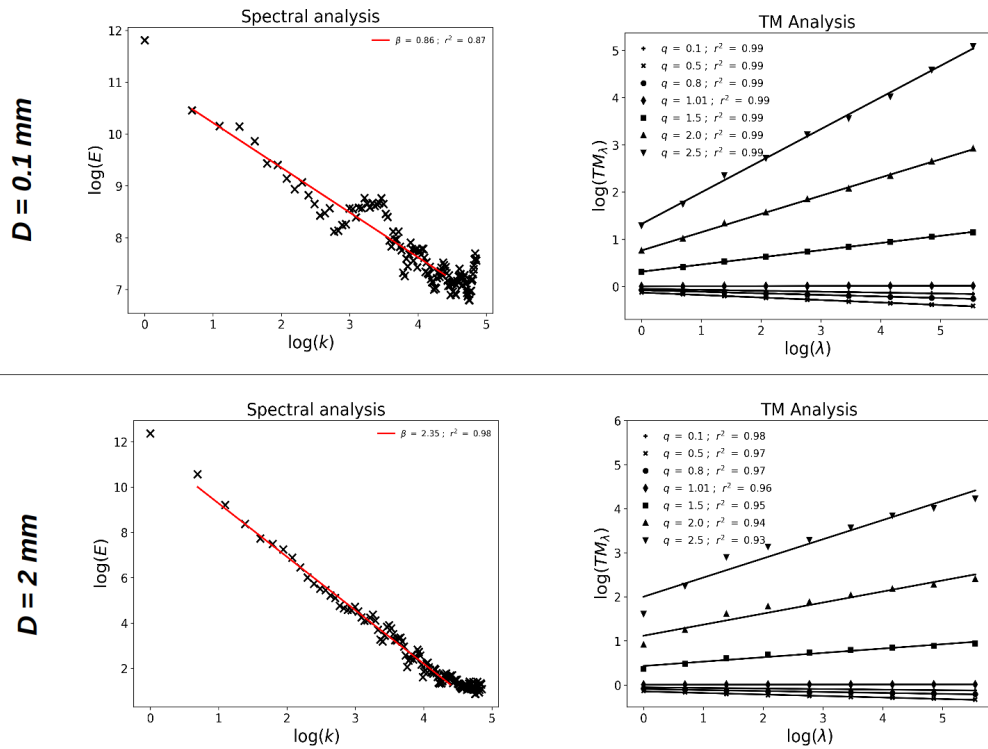 D = 0.1 mm
Spectral analysis
β = 0.86 ; r² = 0.87
log(E)
12
11
10
9
8
7
0 1 2 3 4 5
log(k)
TM Analysis
q = 0.1 ; r² = 0.99
q = 0.5 ; r² = 0.99
q = 0.8 ; r² = 0.99
q = 1.01 ; r² = 0.99
q = 1.5 ; r² = 0.99
q = 2.0 ; r² = 0.99
q = 2.5 ; r² = 0.99
log(TM_λ)
5
4
3
2
1
0
0 1 2 3 4 5
log(λ)
D = 2 mm
Spectral analysis
β = 2.35 ; r² = 0.98
log(E)
12
10
8
6
4
2
0 1 2 3 4 5
log(k)
TM Analysis
q = 0.1 ; r² = 0.98
q = 0.5 ; r² = 0.97
q = 0.8 ; r² = 0.97
q = 1.01 ; r² = 0.96
q = 1.5 ; r² = 0.95
q = 2.0 ; r² = 0.94
q = 2.5 ; r² = 0.93
log(TM_λ)
6
5
4
3
2
1
0
0 1 2 3 4 5
log(λ)